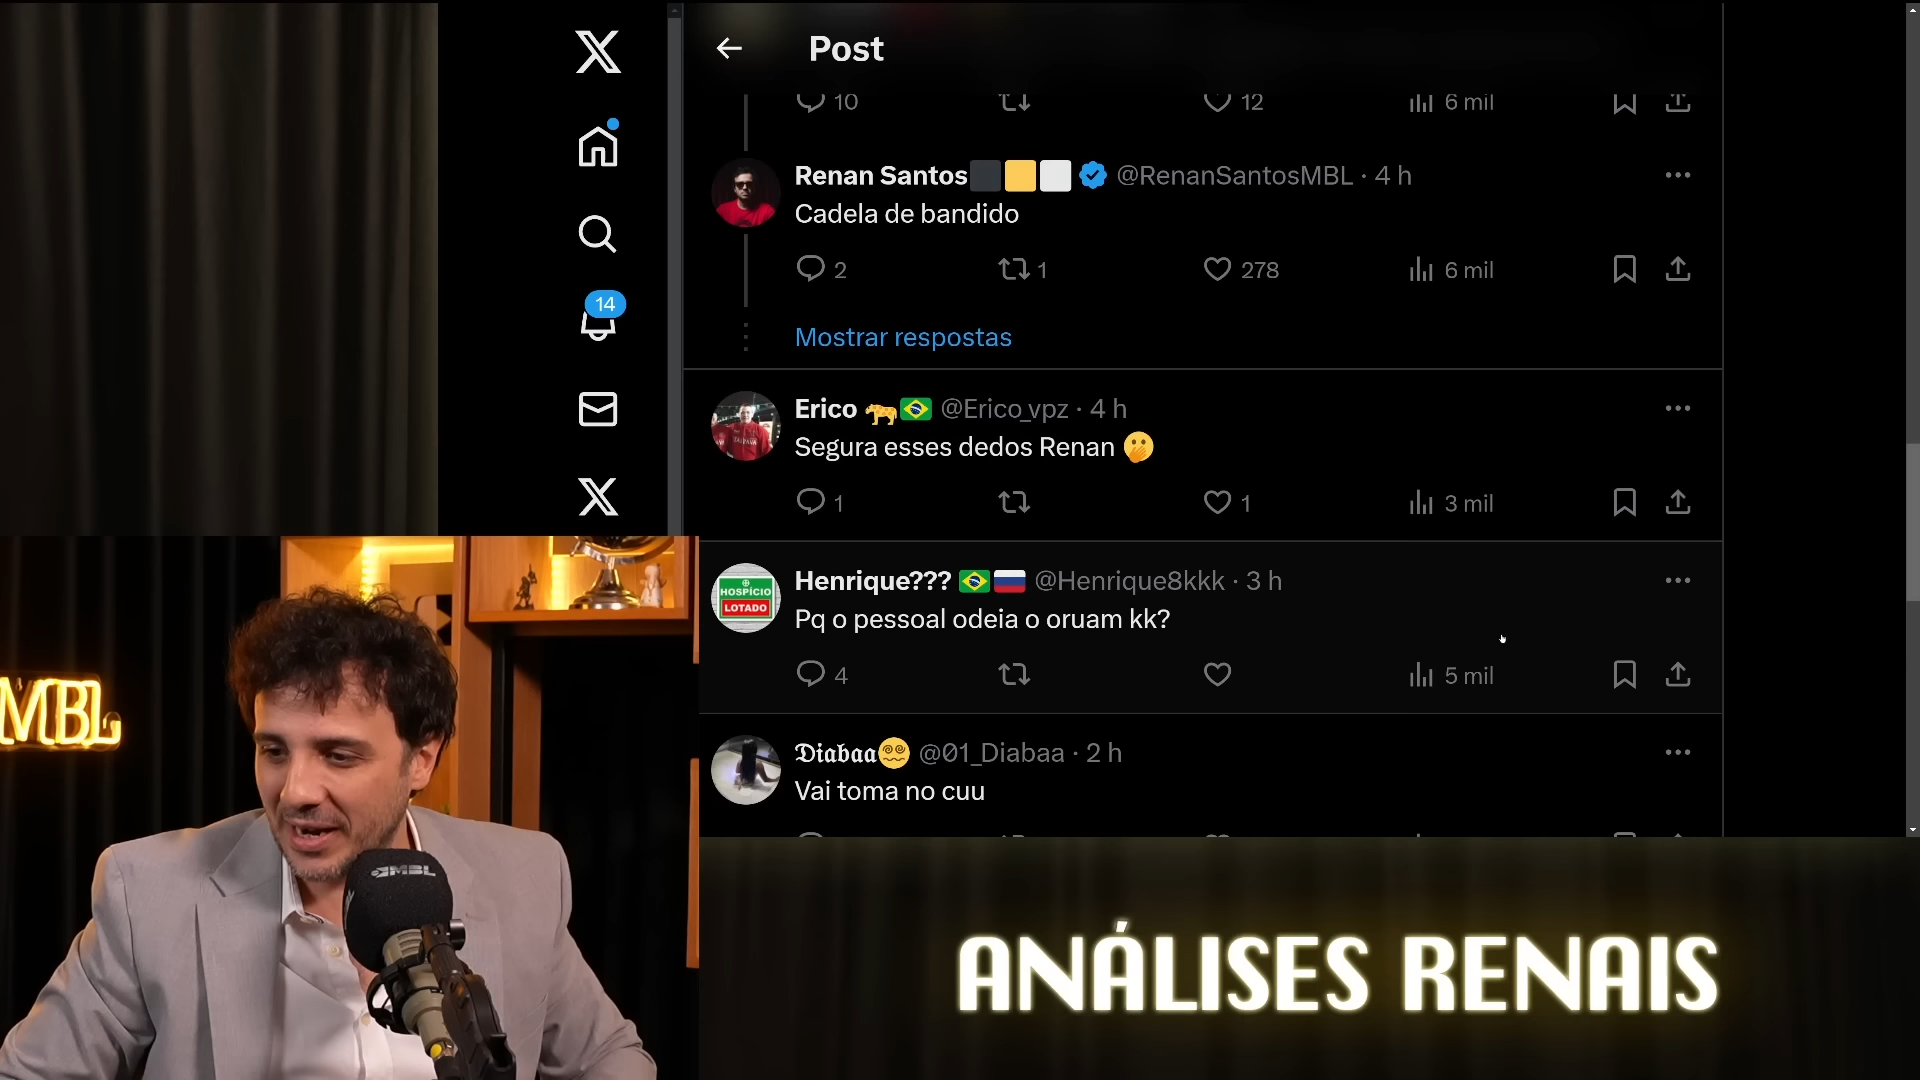 Post
10
12
6 mil
Renan Santos @RenanSantosMBL · 4 h
Cadela de bandido
2
1
278
6 mil
Mostrar respostas
14
Erico @Erico_vpz · 4 h
Segura esses dedos Renan
1
1
3 mil
Henrique??? @Henrique8kkk · 3 h
HOSPÍCIO
LOTADO
Pq o pessoal odeia o oruam kk?
4
5 mil
𝕯𝖎𝖆𝖇𝖆𝖆 @01_Diabaa · 2 h
Vai toma no cuu
MBL
MBL
ANÁLISES RENAIS